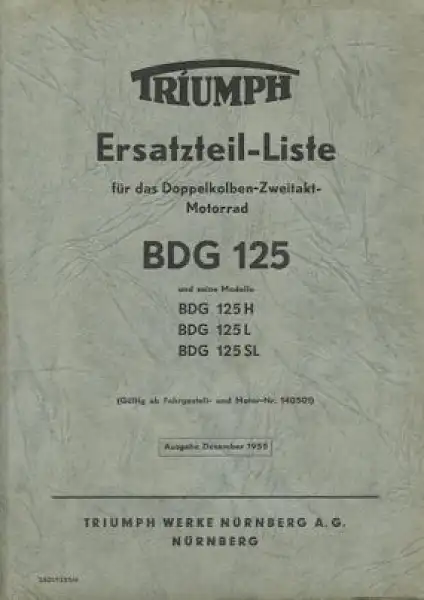 TRIUMPH
Ersatzteil-Liste
für das Doppelkolben-Zweitakt-
Motorrad
BDG 125
und seine Modelle
BDG 125 H
BDG 125 L
BDG 125 SL
(Gültig ab Fahrgestell- und Motor-Nr. 140501)
Ausgabe Dezember 1955
TRIUMPH WERKE NÜRNBERG A. G.
NÜRNBERG